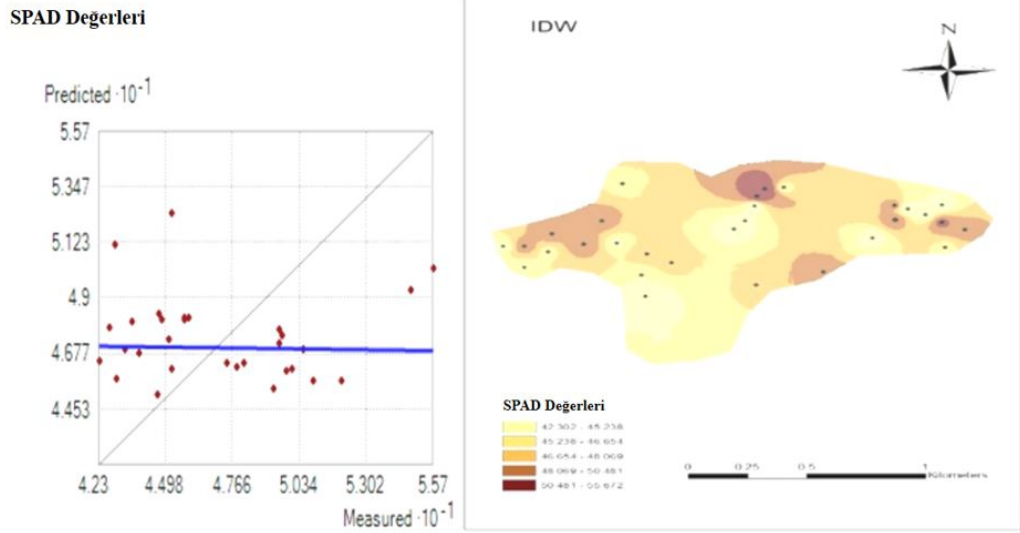 SPAD Değerleri
Predicted ·10-1
5.57
5.347
5.123
4.9
4.677
4.453
4.23 4.498 4.766 5.034 5.302 5.57
Measured ·10-1
IDW
N
SPAD Değerleri
42.302 - 45.238
45.238 - 46.654
46.654 - 48.069
48.069 - 50.481
50.481 - 55.672
0 0.25 0.5 1
Kilometers